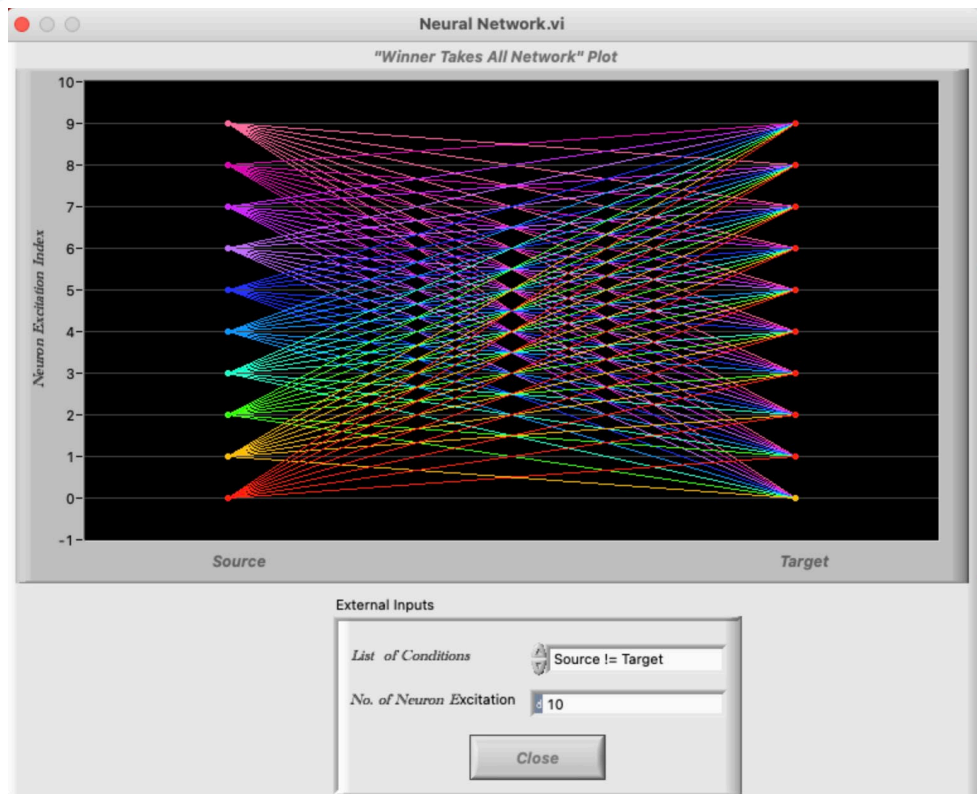 Neural Network.vi
"Winner Takes All Network" Plot
10
9
8
7
6
5
4
3
2
1
0
-1
Neuron Excitation Index
Source
Target
External Inputs
List of Conditions
Source != Target
No. of Neuron Excitation
d
10
Close